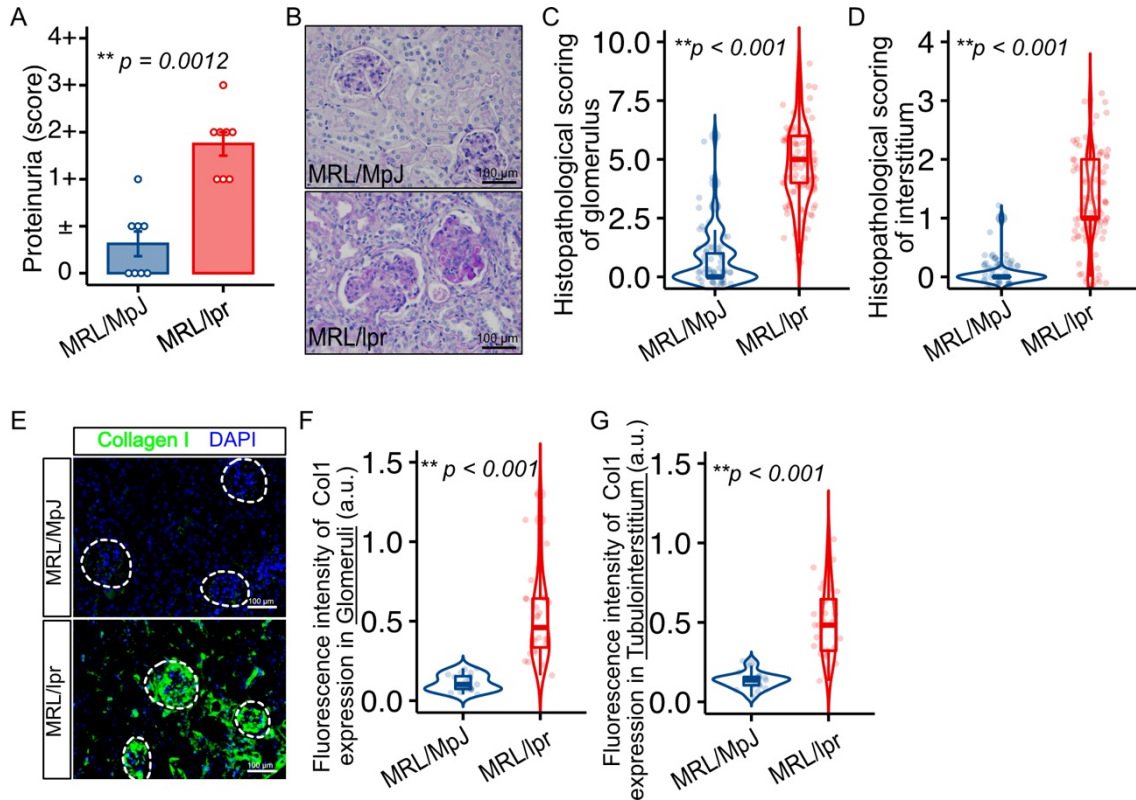 A
Proteinuria (score)
4+
3+
2+
1+
±
0
** p = 0.0012
MRL/MpJ
MRL/lpr
B
MRL/MpJ
100 µm
MRL/lpr
100 µm
C
Histopathological scoring
of glomerulus
10.0
7.5
5.0
2.5
0.0
**p < 0.001
MRL/MpJ
MRL/lpr
D
Histopathological scoring
of interstitium
4
3
2
1
0
**p < 0.001
MRL/MpJ
MRL/lpr
E
Collagen I DAPI
MRL/MpJ
100 µm
MRL/lpr
100 µm
F
Fluorescence intensity of Col1
expression in Glomeruli (a.u.)
1.5
1.0
0.5
0.0
** p < 0.001
MRL/MpJ
MRL/lpr
G
Fluorescence intensity of Col1
expression in Tubulointerstitium (a.u.)
1.5
1.0
0.5
0.0
**p < 0.001
MRL/MpJ
MRL/lpr